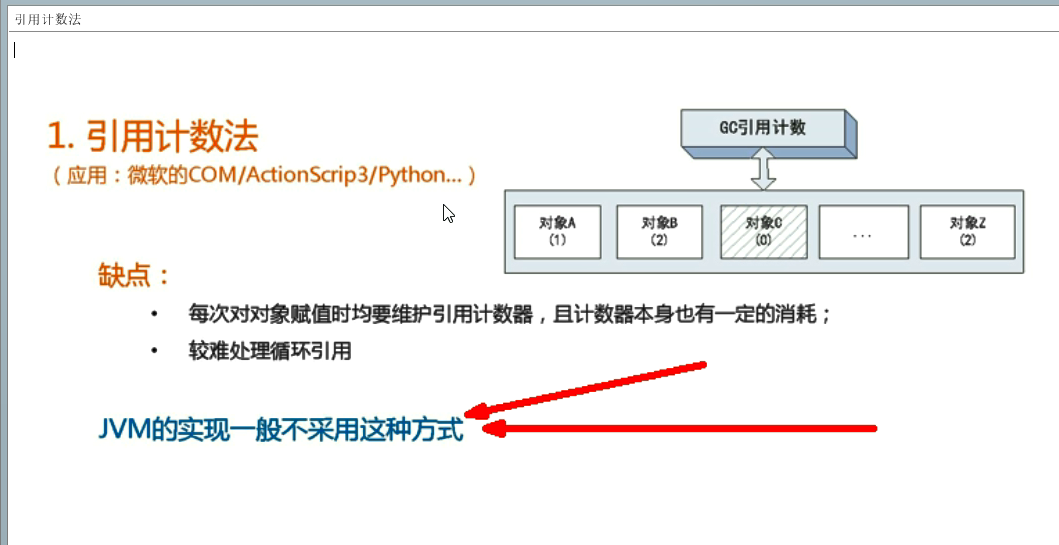 引用计数法
1. 引用计数法
（应用：微软的COM/ActionScrip3/Python...）
GC引用计数
对象A
(1)
对象B
(2)
对象C
(0)
...
对象Z
(2)
缺点：
• 每次对对象赋值时均要维护引用计数器，且计数器本身也有一定的消耗；
• 较难处理循环引用
JVM的实现一般不采用这种方式